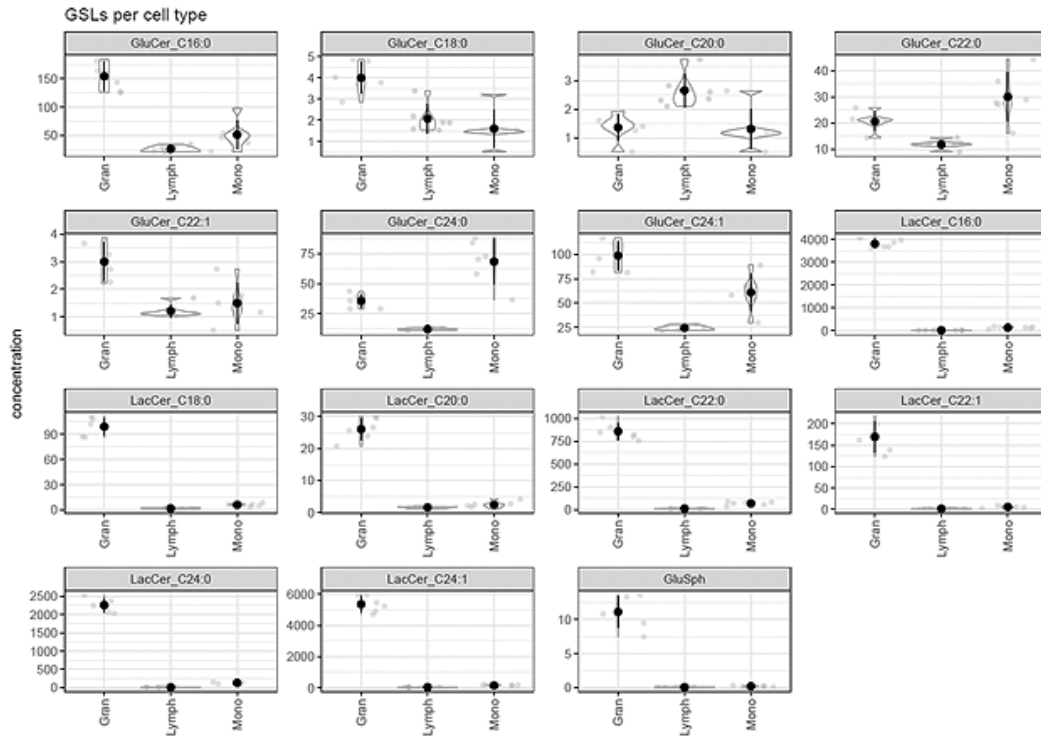 GSLs per cell type
GluCer_C16:0 GluCer_C18:0 GluCer_C20:0 GluCer_C22:0
150 100 50
5 4 3 2 1
3 2 1
40 30 20 10
Gran Lymph Mono Gran Lymph Mono Gran Lymph Mono Gran Lymph Mono
GluCer_C22:1 GluCer_C24:0 GluCer_C24:1 LacCer_C16:0
4 3 2 1
75 50 25
100 75 50 25
4000 3000 2000 1000 0
Gran Lymph Mono Gran Lymph Mono Gran Lymph Mono Gran Lymph Mono
concentration
LacCer_C18:0 LacCer_C20:0 LacCer_C22:0 LacCer_C22:1
90 60 30 0
30 20 10 0
1000 750 500 250 0
200 150 100 50 0
Gran Lymph Mono Gran Lymph Mono Gran Lymph Mono Gran Lymph Mono
LacCer_C24:0 LacCer_C24:1 GluSph
2500 2000 1500 1000 500 0
6000 4000 2000 0
10 5 0
Gran Lymph Mono Gran Lymph Mono Gran Lymph Mono